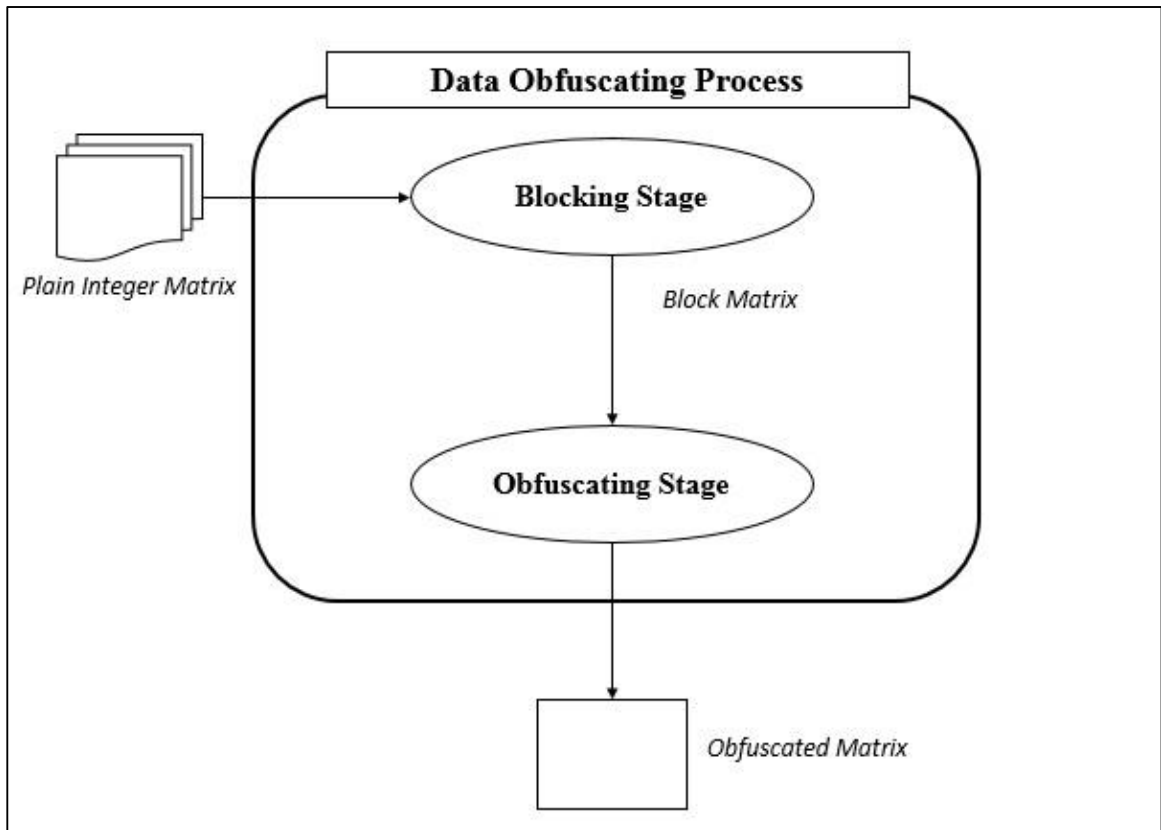 Data Obfuscating Process
Blocking Stage
Plain Integer Matrix
Block Matrix
Obfuscating Stage
Obfuscated Matrix